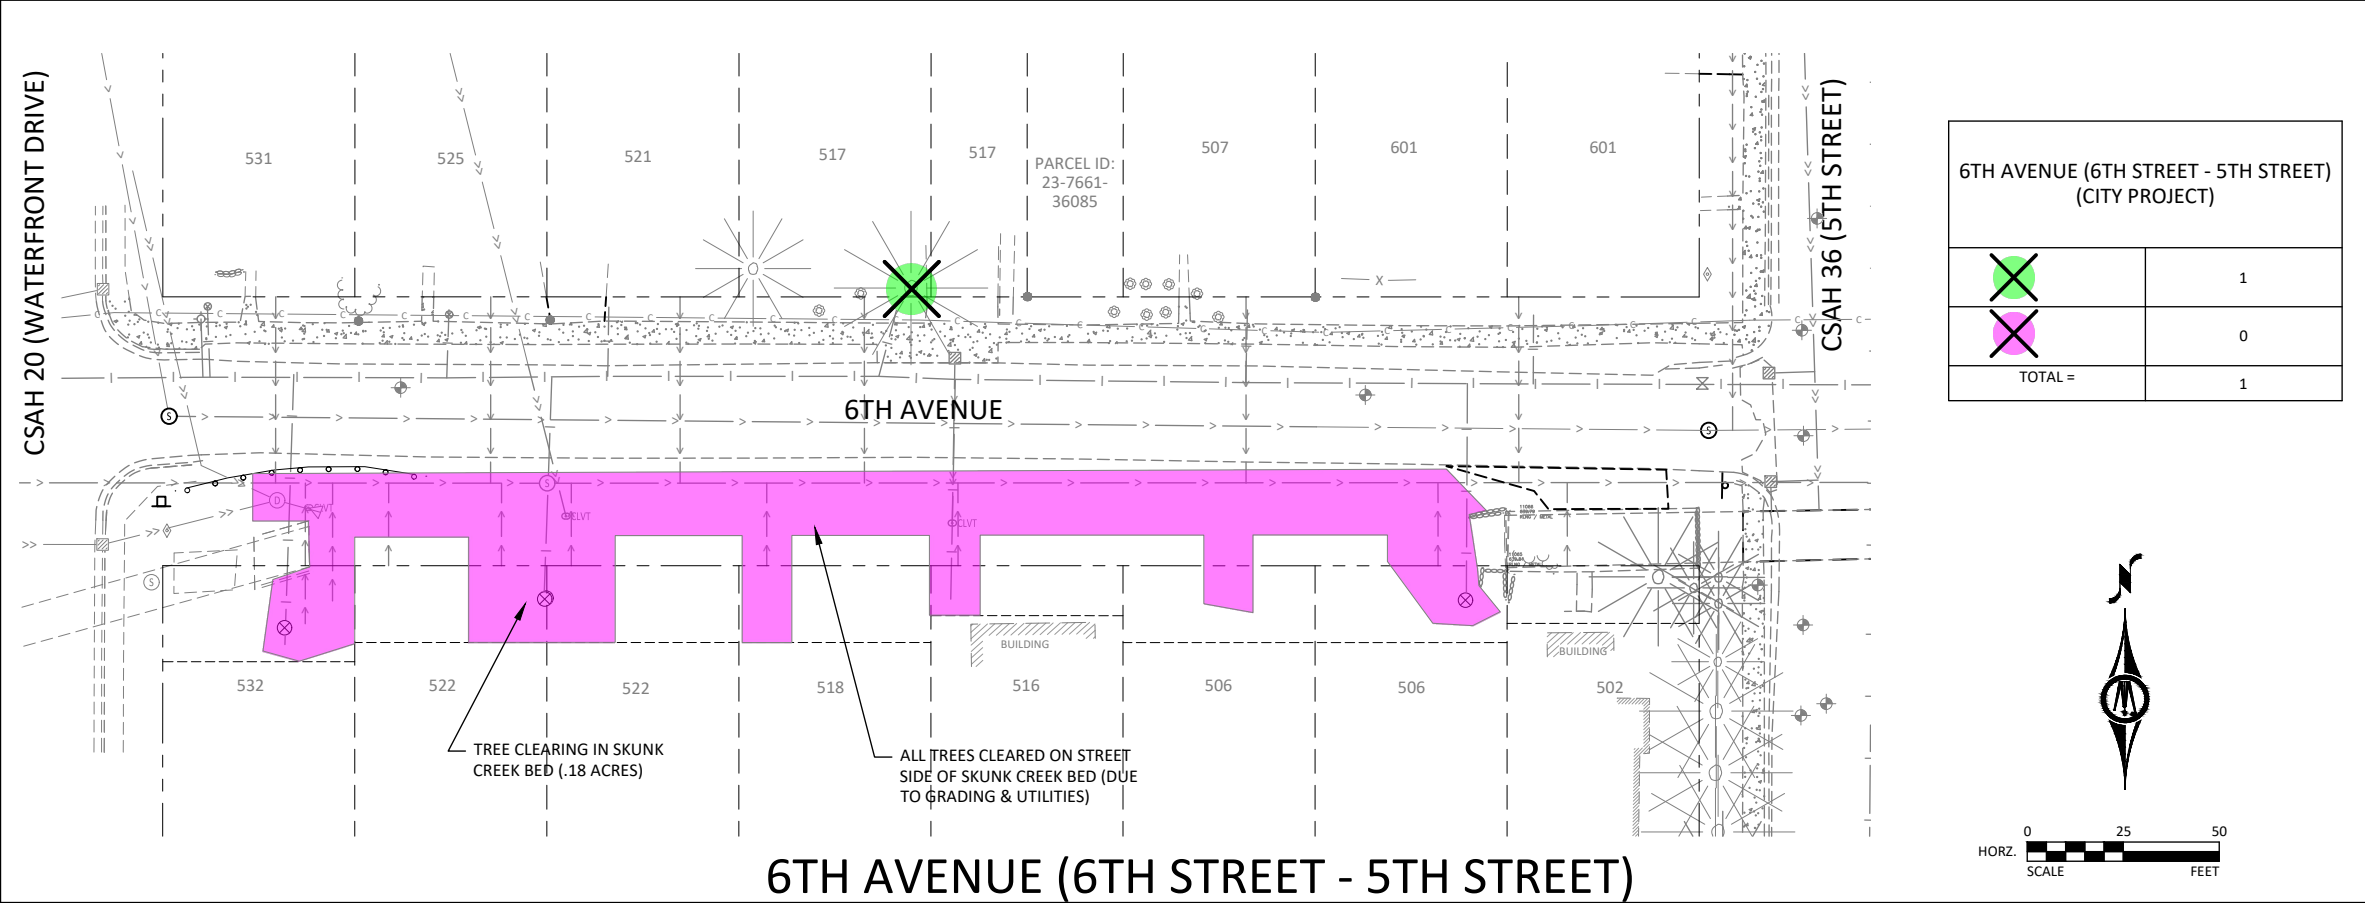 CSAH 20 (WATERFRONT DRIVE)
531
525
521
517
517
PARCEL ID:
23-7661-
36085
507
601
601
CSAH 36 (5TH STREET)
6TH AVENUE (6TH STREET - 5TH STREET)
(CITY PROJECT)
1
0
TOTAL =
1
X
6TH AVENUE
S
S
S
D
S
CLVT
CLVT
BUILDING
BUILDING
532
522
522
518
516
506
506
502
TREE CLEARING IN SKUNK
CREEK BED (.18 ACRES)
ALL TREES CLEARED ON STREET
SIDE OF SKUNK CREEK BED (DUE
TO GRADING & UTILITIES)
N
0 25 50
HORZ.
SCALE FEET
6TH AVENUE (6TH STREET - 5TH STREET)